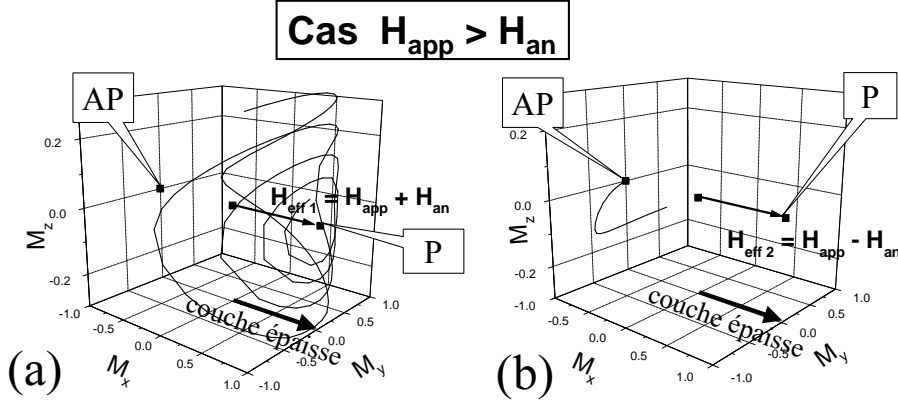 Cas H_app > H_an
AP
0.2
0.0
-0.2
M_z
H_eff 1 = H_app + H_an
P
couche épaisse
-1.0
-0.5
0.0
0.5
1.0
M_x
-1.0
-0.5
0.0
0.5
1.0
M_y
(a)
AP
P
0.2
0.0
-0.2
M_z
H_eff 2 = H_app - H_an
couche épaisse
-1.0
-0.5
0.0
0.5
1.0
M_x
-1.0
-0.5
0.0
0.5
1.0
M_y
(b)